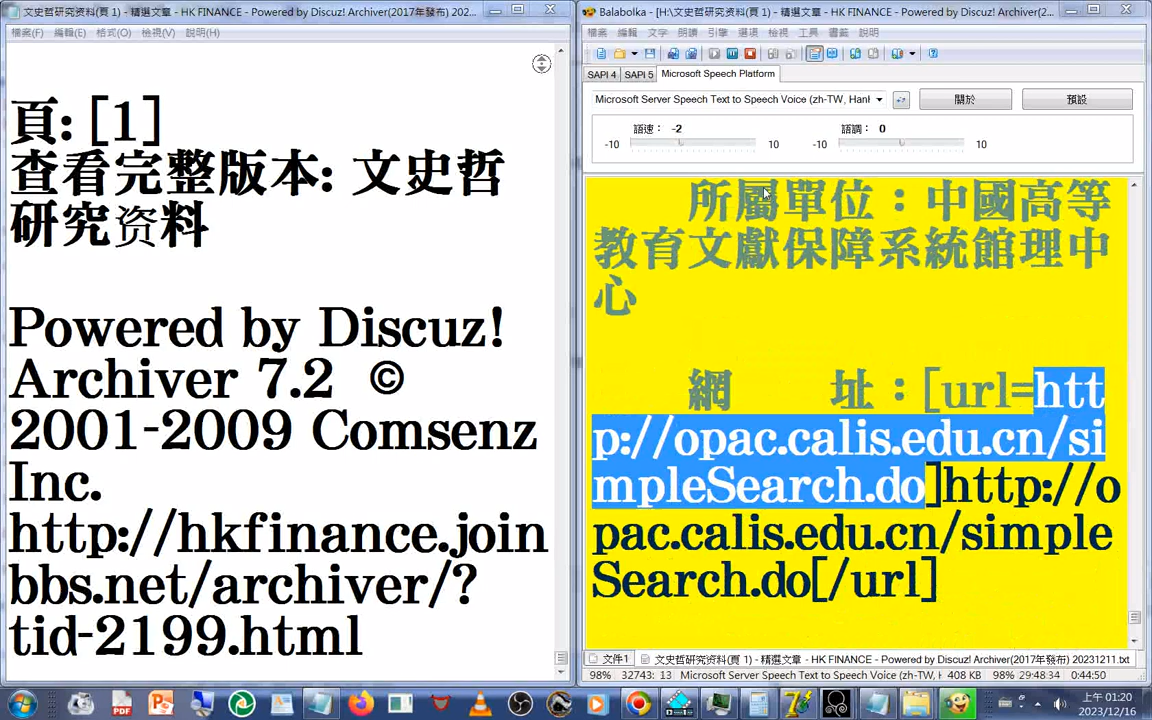 文史哲研究资料(頁 1) - 精選文章 - HK FINANCE - Powered by Discuz! Archiver(2017年發布) 202...
檔案(F) 編輯(E) 格式(O) 檢視(V) 說明(H)
頁: [1]
查看完整版本: 文史哲
研究资料
Powered by Discuz!
Archiver 7.2 ©
2001-2009 Comsenz
Inc.
http://hkfinance.join
bbs.net/archiver/?
tid-2199.html
Balabolka - [H:\文史哲研究资料(頁 1) - 精選文章 - HK FINANCE - Powered by Discuz! Archiver(2...
檔案 編輯 文字 朗讀 引擎 選項 檢視 工具 書籤 說明
SAPI 4 SAPI 5 Microsoft Speech Platform
Microsoft Server Speech Text to Speech Voice (zh-TW, HanH
關於 預設
語速： -2 語調： 0
-10 10 -10 10
所屬單位：中國高等
教育文獻保障系統館理中
心
網 址：[url=htt
p://opac.calis.edu.cn/si
mpleSearch.do]http://o
pac.calis.edu.cn/simple
Search.do[/url]
文件1 文史哲研究资料(頁 1) - 精選文章 - HK FINANCE - Powered by Discuz! Archiver(2017年發布) 20231211.txt
98% 32743: 13 98% 408 KB 29:48:34 0:44:50
上午 01:20
2023/12/16